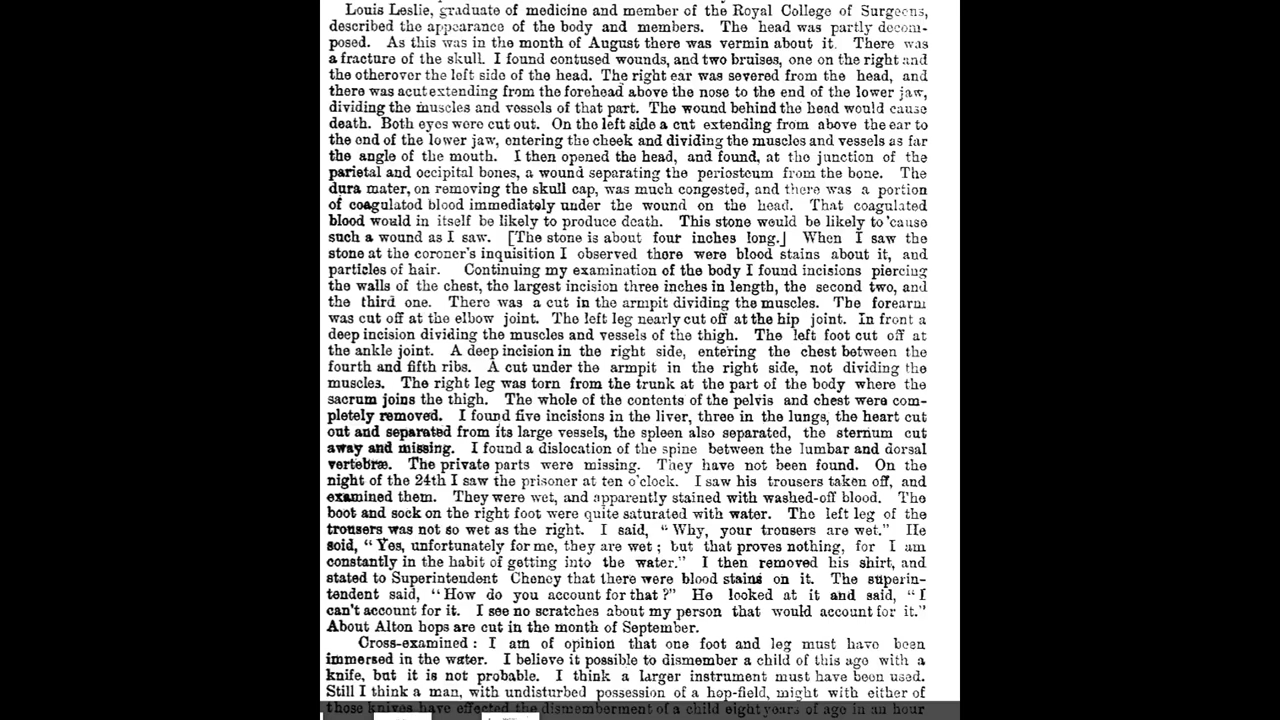 Louis Leslie, graduate of medicine and member of the Royal College of Surgeons,
described the appearance of the body and members. The head was partly decom-
posed. As this was in the month of August there was vermin about it. There was
a fracture of the skull. I found contused wounds, and two bruises, one on the right and
the otherover the left side of the head. The right ear was severed from the head, and
there was acutextending from the forehead above the nose to the end of the lower jaw,
dividing the muscles and vessels of that part. The wound behind the head would cause
death. Both eyes were cut out. On the left side a cut extending from above the ear to
the end of the lower jaw, entering the cheek and dividing the muscles and vessels as far
the angle of the mouth. I then opened the head, and found, at the junction of the
parietal and occipital bones, a wound separating the periosteum from the bone. The
dura mater, on removing the skull cap, was much congested, and there was a portion
of coagulated blood immediately under the wound on the head. That coagulated
blood would in itself be likely to produce death. This stone would be likely to cause
such a wound as I saw. [The stone is about four inches long.] When I saw the
stone at the coroner's inquisition I observed there were blood stains about it, and
particles of hair. Continuing my examination of the body I found incisions piercing
the walls of the chest, the largest incision three inches in length, the second two, and
the third one. There was a cut in the armpit dividing the muscles. The forearm
was cut off at the elbow joint. The left leg nearly cut off at the hip joint. In front a
deep incision dividing the muscles and vessels of the thigh. The left foot cut off at
the ankle joint. A deep incision in the right side, entering the chest between the
fourth and fifth ribs. A cut under the armpit in the right side, not dividing the
muscles. The right leg was torn from the trunk at the part of the body where the
sacrum joins the thigh. The whole of the contents of the pelvis and chest were com-
pletely removed. I found five incisions in the liver, three in the lungs, the heart cut
out and separated from its large vessels, the spleen also separated, the sternum cut
away and missing. I found a dislocation of the spine between the lumbar and dorsal
vertebræ. The private parts were missing. They have not been found. On the
night of the 24th I saw the prisoner at ten o'clock. I saw his trousers taken off, and
examined them. They were wet, and apparently stained with washed-off blood. The
boot and sock on the right foot were quite saturated with water. The left leg of the
trousers was not so wet as the right. I said, "Why, your trousers are wet." He
said, "Yes, unfortunately for me, they are wet; but that proves nothing, for I am
constantly in the habit of getting into the water." I then removed his shirt, and
stated to Superintendent Cheney that there were blood stains on it. The superin-
tendent said, "How do you account for that?" He looked at it and said, "I
can't account for it. I see no scratches about my person that would account for it."
About Alton hops are cut in the month of September.
Cross-examined: I am of opinion that one foot and leg must have been
immersed in the water. I believe it possible to dismember a child of this age with a
knife, but it is not probable. I think a larger instrument must have been used.
Still I think a man, with undisturbed possession of a hop-field, might with either of
those knives have effected the dismemberment of a child eight years of age in an hour